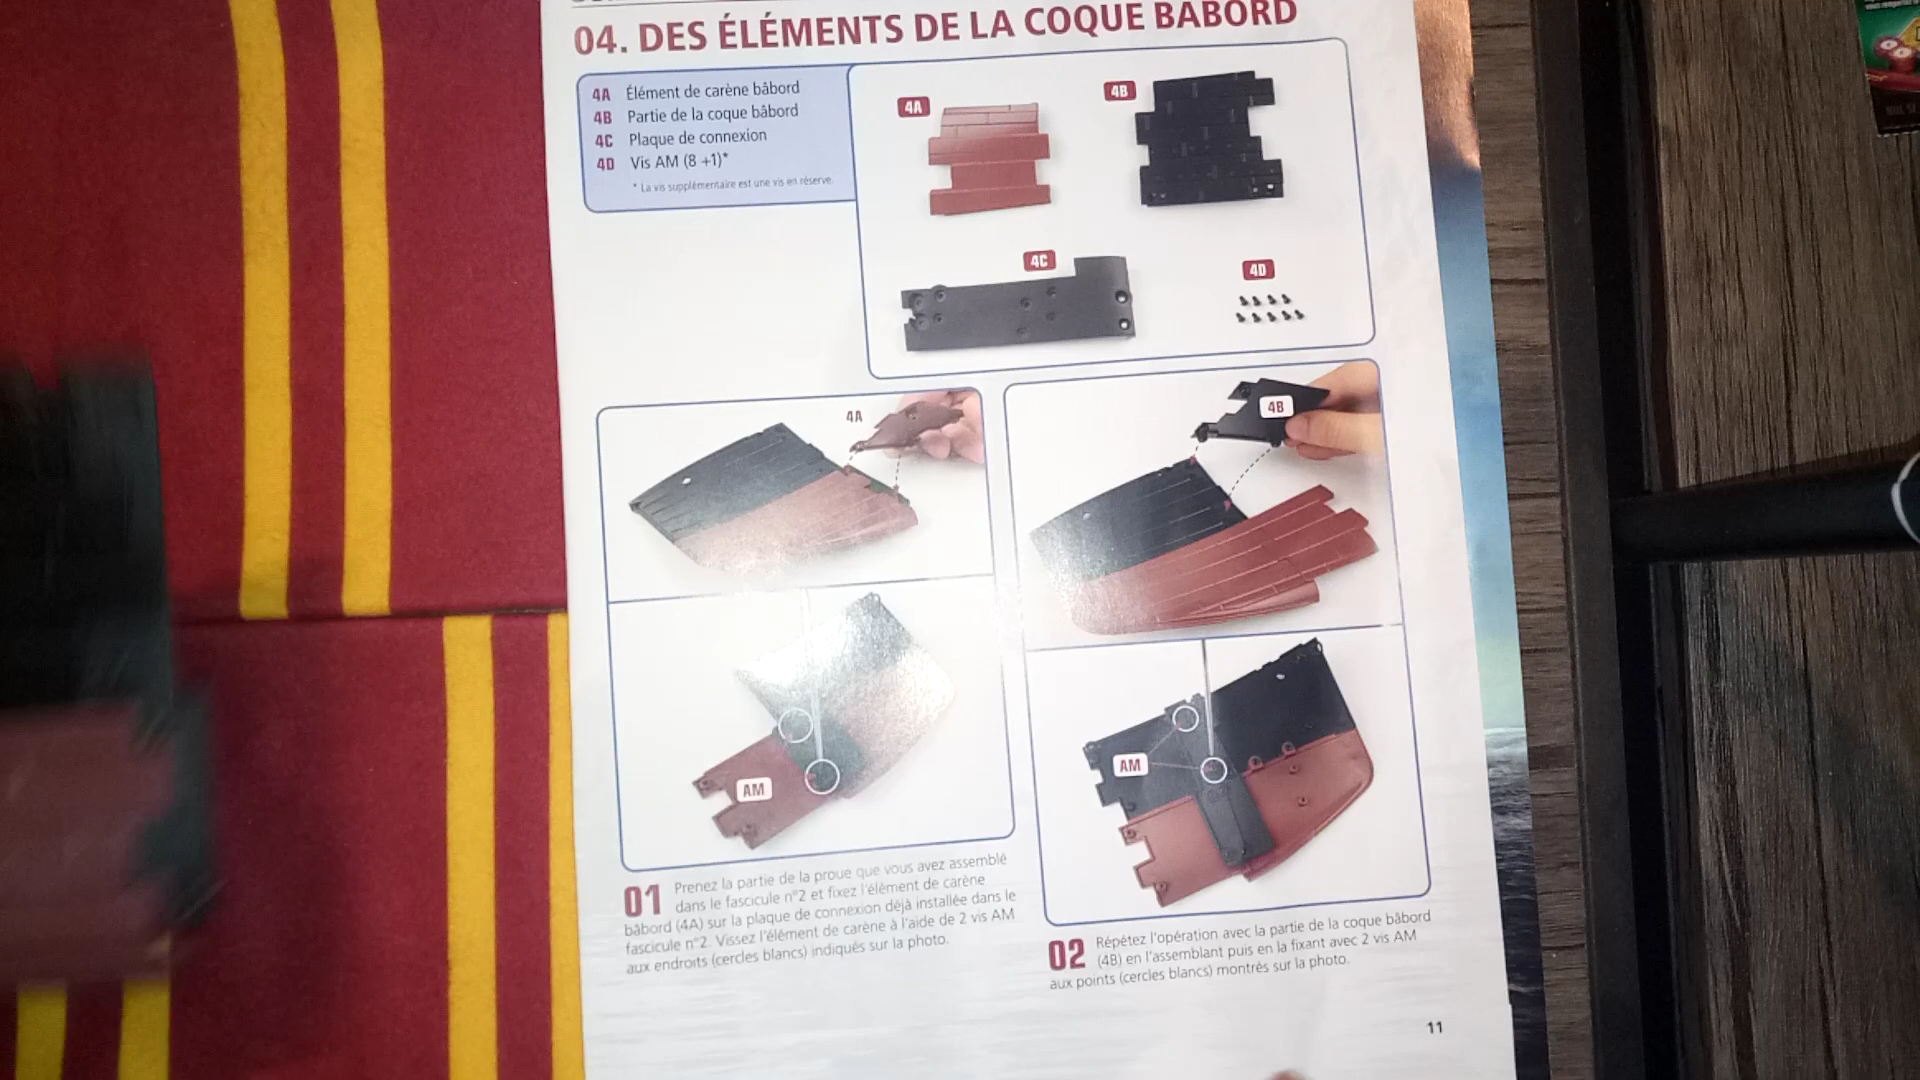 04. DES ÉLÉMENTS DE LA COQUE BÂBORD
4A Élément de carène bâbord
4B Partie de la coque bâbord
4C Plaque de connexion
4D Vis AM (8 +1)*
* La vis supplémentaire est une vis en réserve.
4A
4B
4C
4D
4A
4B
AM
AM
01 Prenez la partie de la proue que vous avez assemblé
dans le fascicule n°2 et fixez l'élément de carène
bâbord (4A) sur la plaque de connexion déjà installée dans le
fascicule n°2. Vissez l'élément de carène à l'aide de 2 vis AM
aux endroits (cercles blancs) indiqués sur la photo.
02 Répétez l'opération avec la partie de la coque bâbord
(4B) en l'assemblant puis en la fixant avec 2 vis AM
aux points (cercles blancs) montrés sur la photo.
11